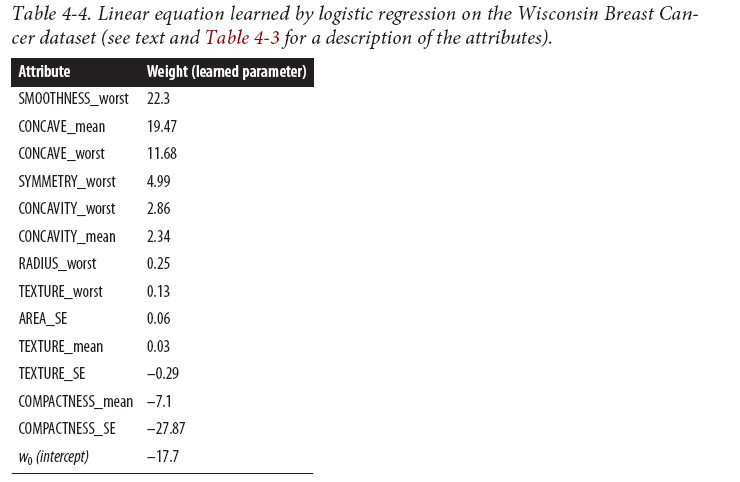 Table 4-4. Linear equation learned by logistic regression on the Wisconsin Breast Can-
cer dataset (see text and Table 4-3 for a description of the attributes).
Attribute Weight (learned parameter)
SMOOTHNESS_worst 22.3
CONCAVE_mean 19.47
CONCAVE_worst 11.68
SYMMETRY_worst 4.99
CONCAVITY_worst 2.86
CONCAVITY_mean 2.34
RADIUS_worst 0.25
TEXTURE_worst 0.13
AREA_SE 0.06
TEXTURE_mean 0.03
TEXTURE_SE –0.29
COMPACTNESS_mean –7.1
COMPACTNESS_SE –27.87
w₀ (intercept) –17.7